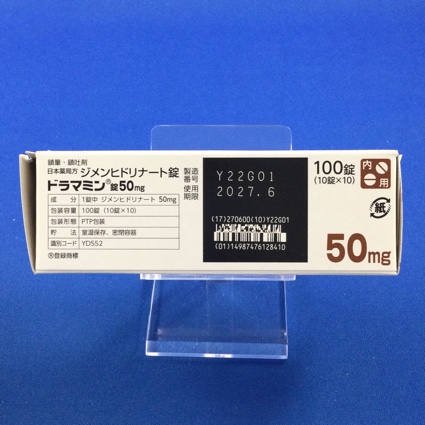 鎮暈・鎮吐剤
日本薬局方 ジメンヒドリナート錠
ドラマミン®錠50mg
成 分 1錠中 ジメンヒドリナート 50mg
包装容量 100錠（10錠×10）
包装形態 PTP包装
貯 法 室温保存、密閉容器
識別コード YD552
®登録商標
製造番号 Y22G01
使用期限 2027.6
(17)270600(10)Y22G01
(01)14987476128410
100錠
(10錠×10)
内用
紙
50mg